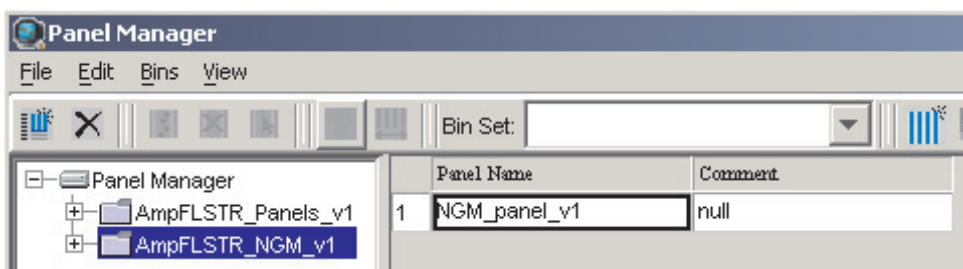 Panel Manager
File Edit Bins View
Bin Set:
Panel Manager
AmpFLSTR_Panels_v1
AmpFLSTR_NGM_v1
Panel Name Comment
1 NGM_panel_v1 null